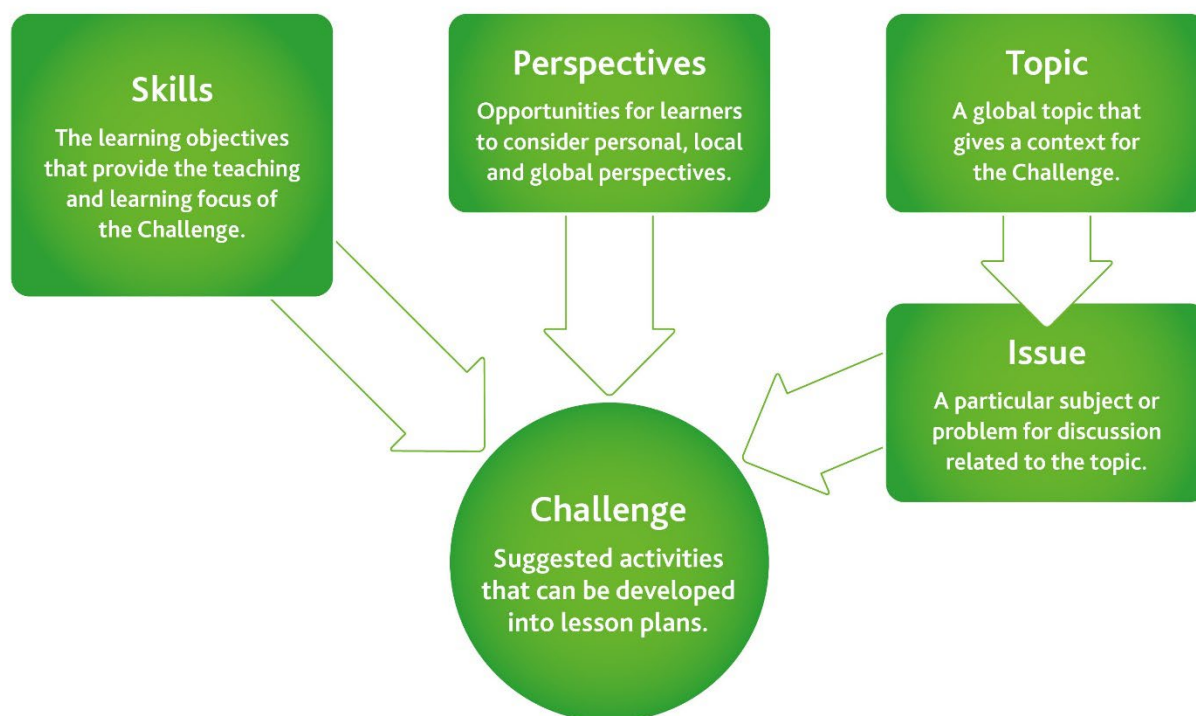 Skills
The learning objectives
that provide the teaching
and learning focus of
the Challenge.
Perspectives
Opportunities for learners
to consider personal, local
and global perspectives.
Topic
A global topic that
gives a context for
the Challenge.
Issue
A particular subject or
problem for discussion
related to the topic.
Challenge
Suggested activities
that can be developed
into lesson plans.